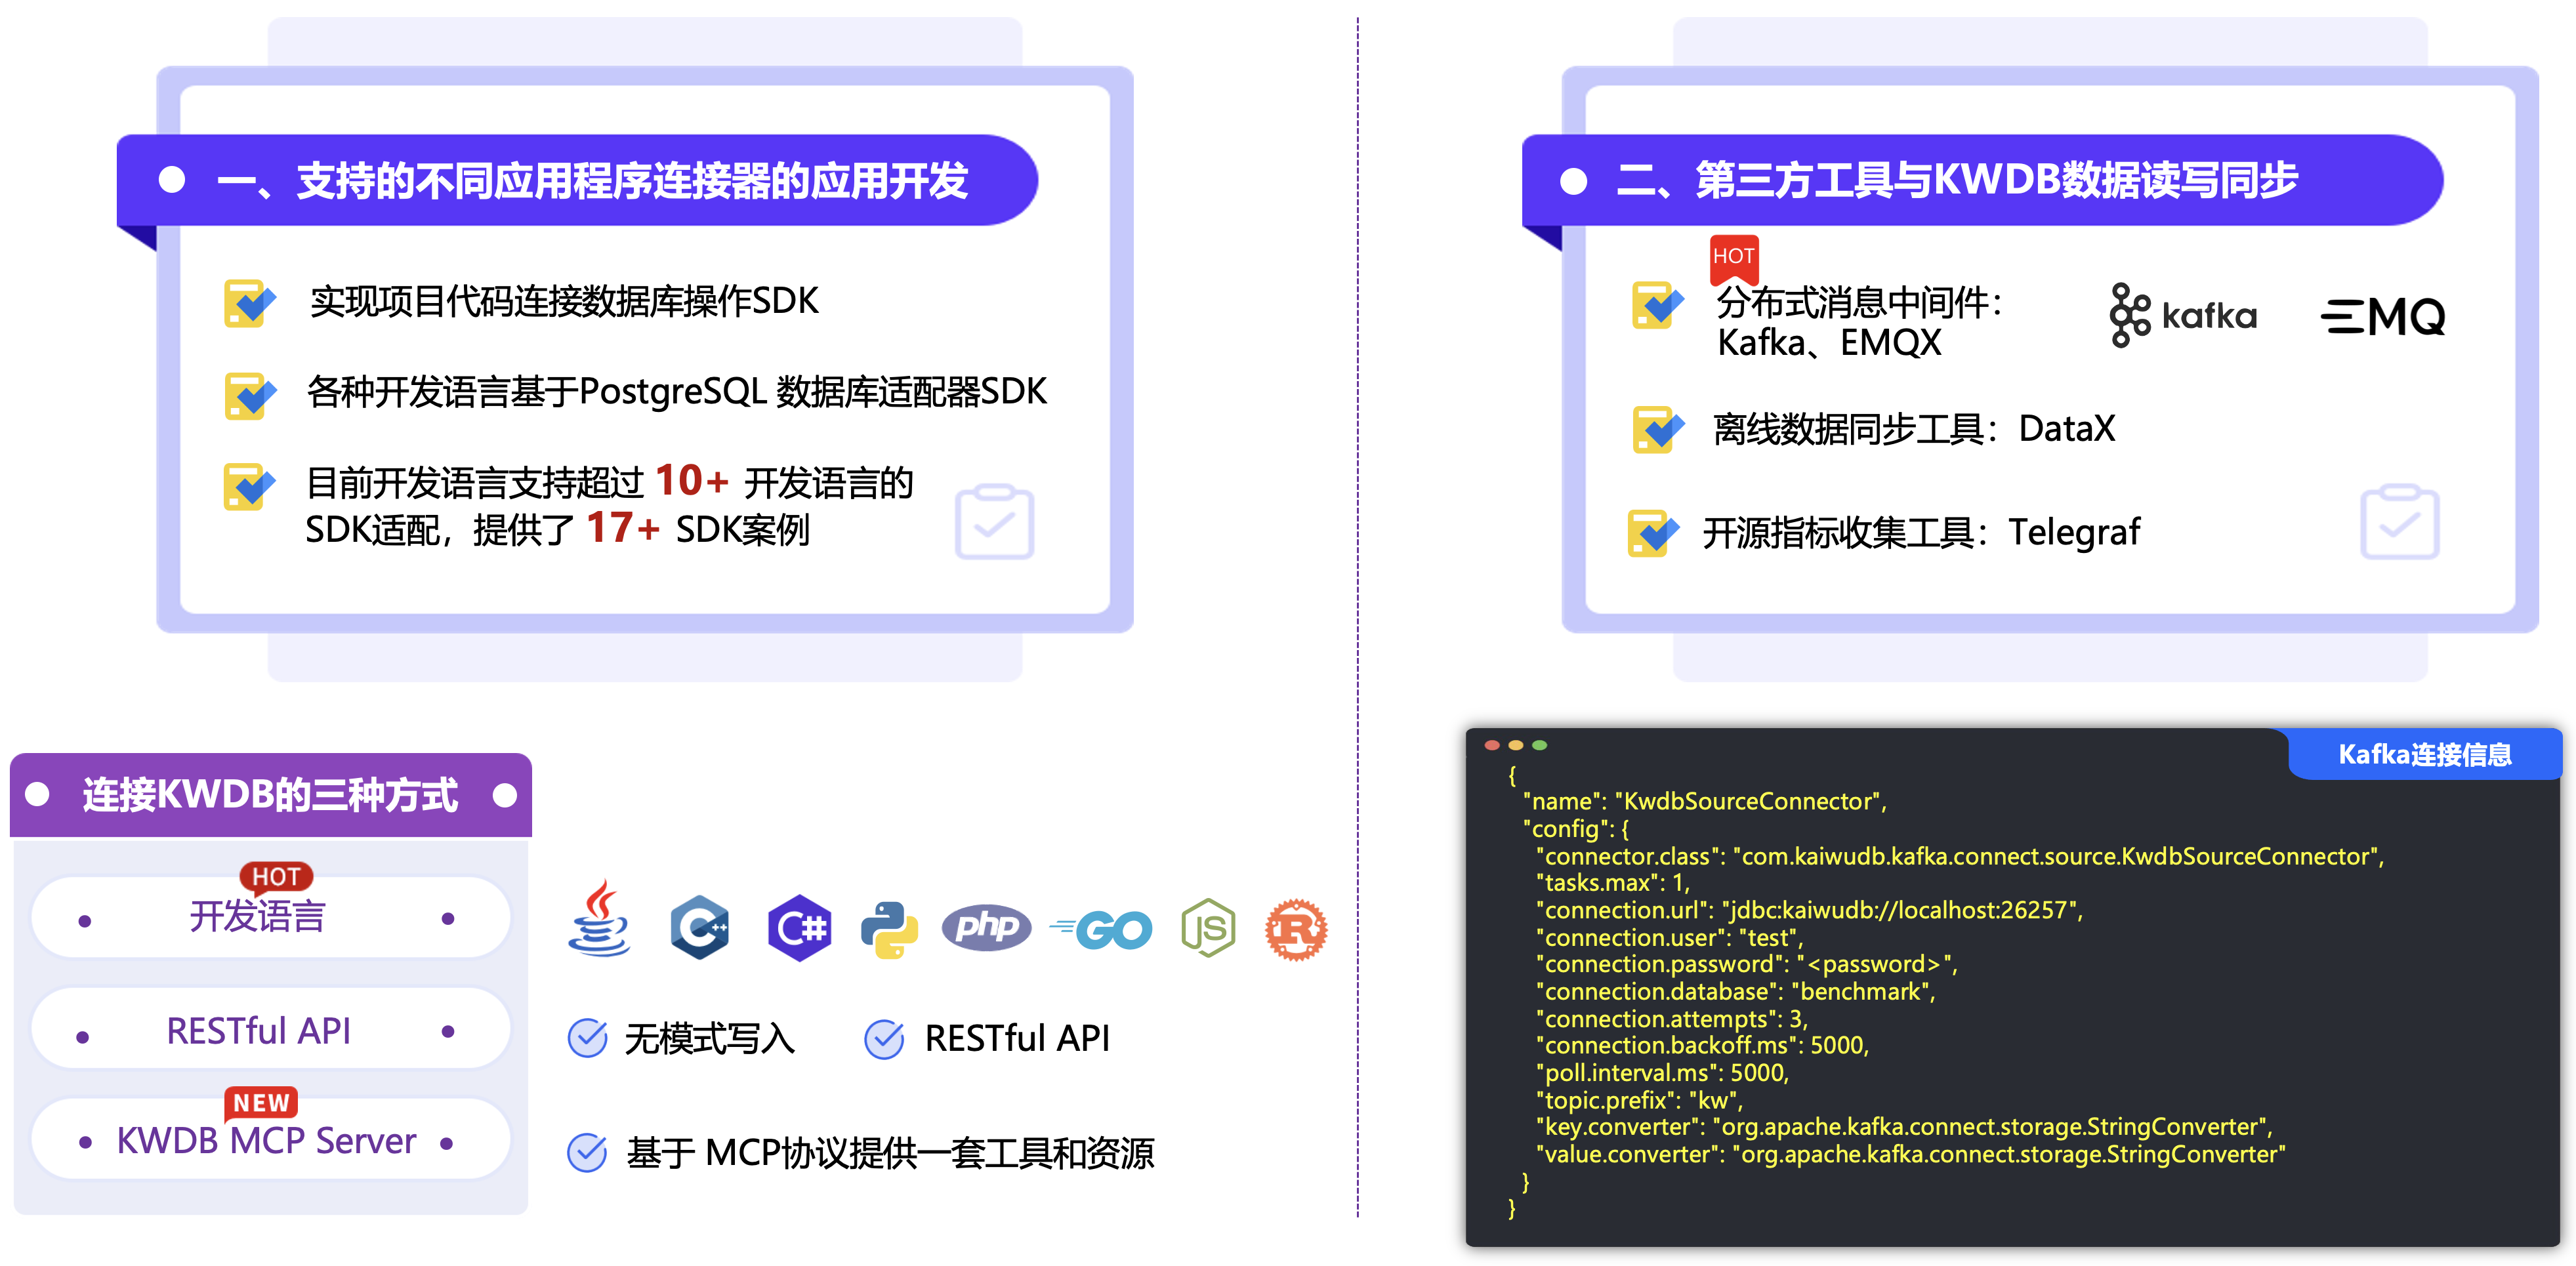 一、支持的不同应用程序连接器的应用开发
实现项目代码连接数据库操作SDK
各种开发语言基于PostgreSQL 数据库适配器SDK
目前开发语言支持超过 10+ 开发语言的
SDK适配，提供了 17+ SDK案例
连接KWDB的三种方式
HOT
开发语言
C++
C#
php
GO
JS
R
RESTful API
无模式写入
RESTful API
NEW
KWDB MCP Server
基于 MCP协议提供一套工具和资源
二、第三方工具与KWDB数据读写同步
HOT
分布式消息中间件：
Kafka、EMQX
kafka
EMQ
离线数据同步工具：DataX
开源指标收集工具：Telegraf
Kafka连接信息
{
"name": "KwdbSourceConnector",
"config": {
"connector.class": "com.kaiwudb.kafka.connect.source.KwdbSourceConnector",
"tasks.max": 1,
"connection.url": "jdbc:kaiwudb://localhost:26257",
"connection.user": "test",
"connection.password": "<password>",
"connection.database": "benchmark",
"connection.attempts": 3,
"connection.backoff.ms": 5000,
"poll.interval.ms": 5000,
"topic.prefix": "kw",
"key.converter": "org.apache.kafka.connect.storage.StringConverter",
"value.converter": "org.apache.kafka.connect.storage.StringConverter"
}
}